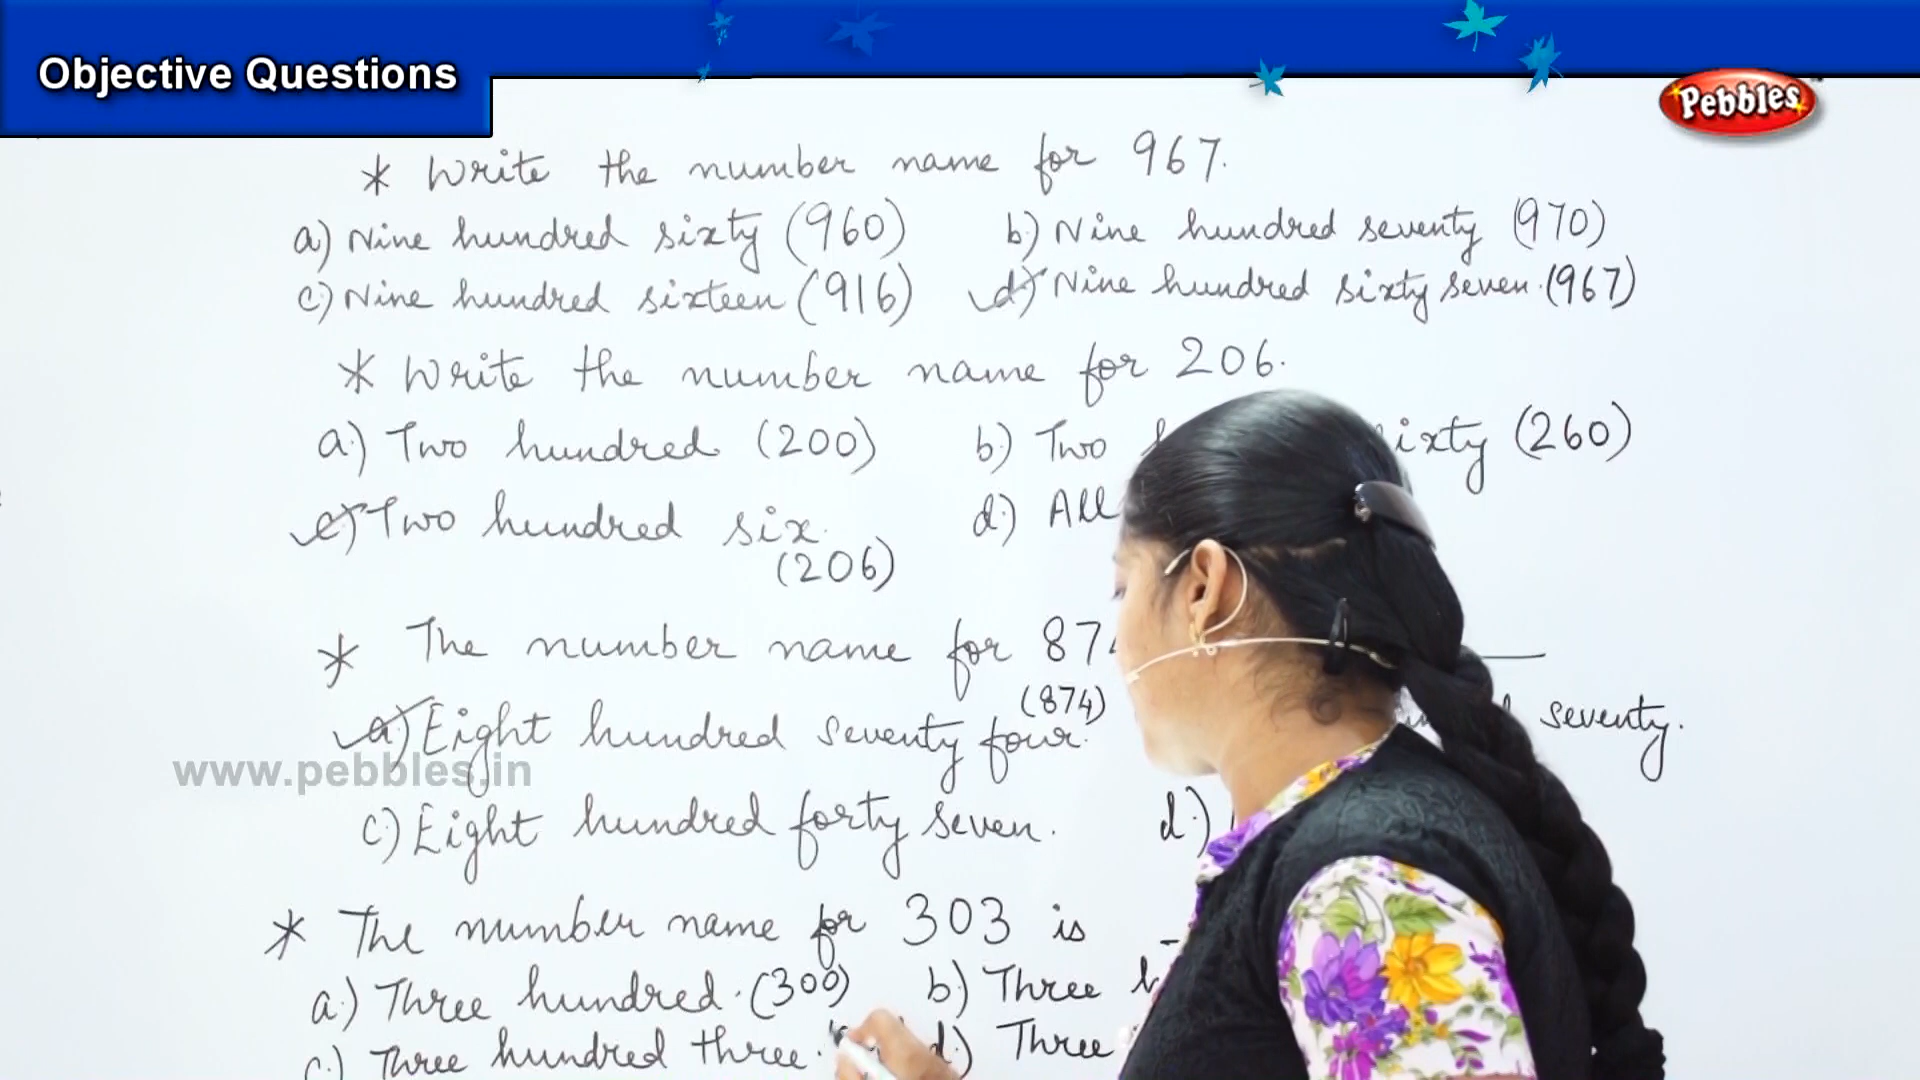 Objective Questions
Pebbles
* Write the number name for 967.
a) Nine hundred sixty (960) b) Nine hundred seventy (970)
c) Nine hundred sixteen (916) d) Nine hundred sixty seven. (967)
* Write the number name for 206.
a) Two hundred (200) b) Two sixty (260)
c) Two hundred six. d) All
(206)
* The number name for 87
(874)
a) Eight hundred seventy four. seventy.
www.pebbles.in
c) Eight hundred forty seven. d)
* The number name for 303 is
a) Three hundred. (300) b) Three
c) Three hundred three. d) Three